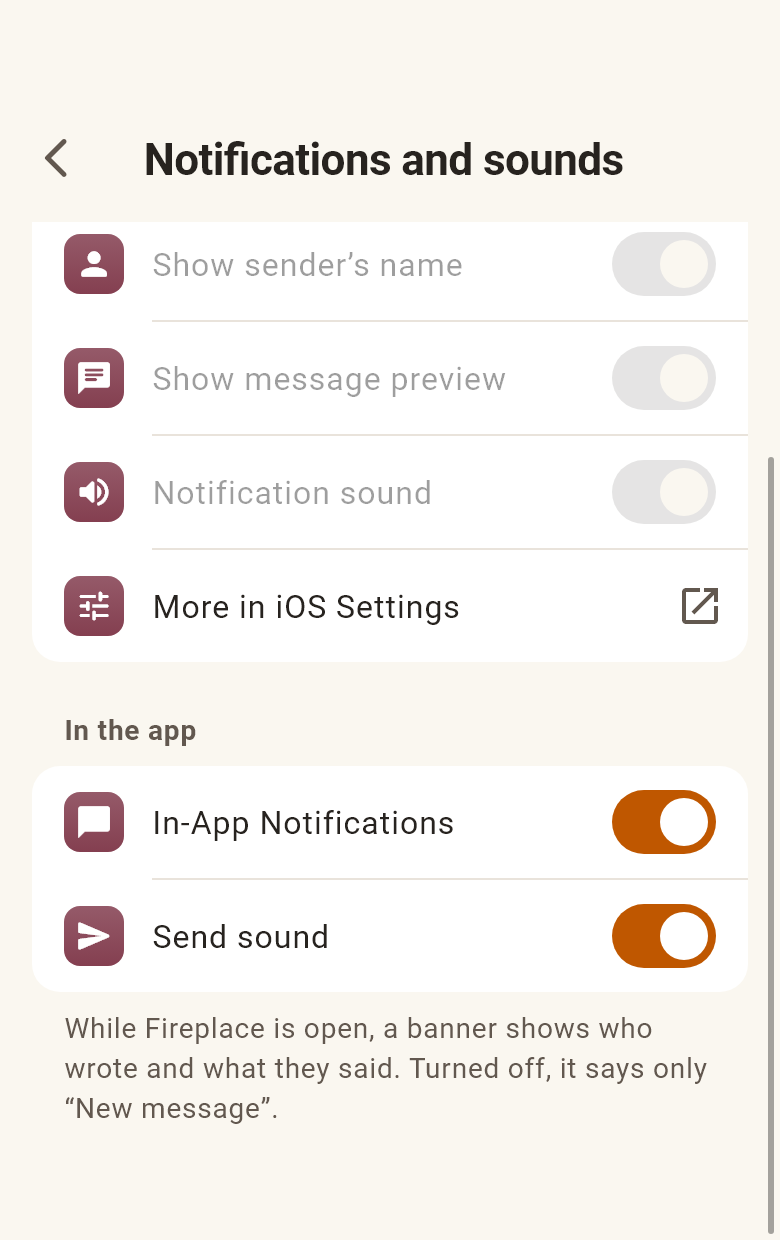 Notifications and sounds
Show sender’s name
Show message preview
Notification sound
More in iOS Settings
In the app
In-App Notifications
Send sound
While Fireplace is open, a banner shows who
wrote and what they said. Turned off, it says only
“New message”.